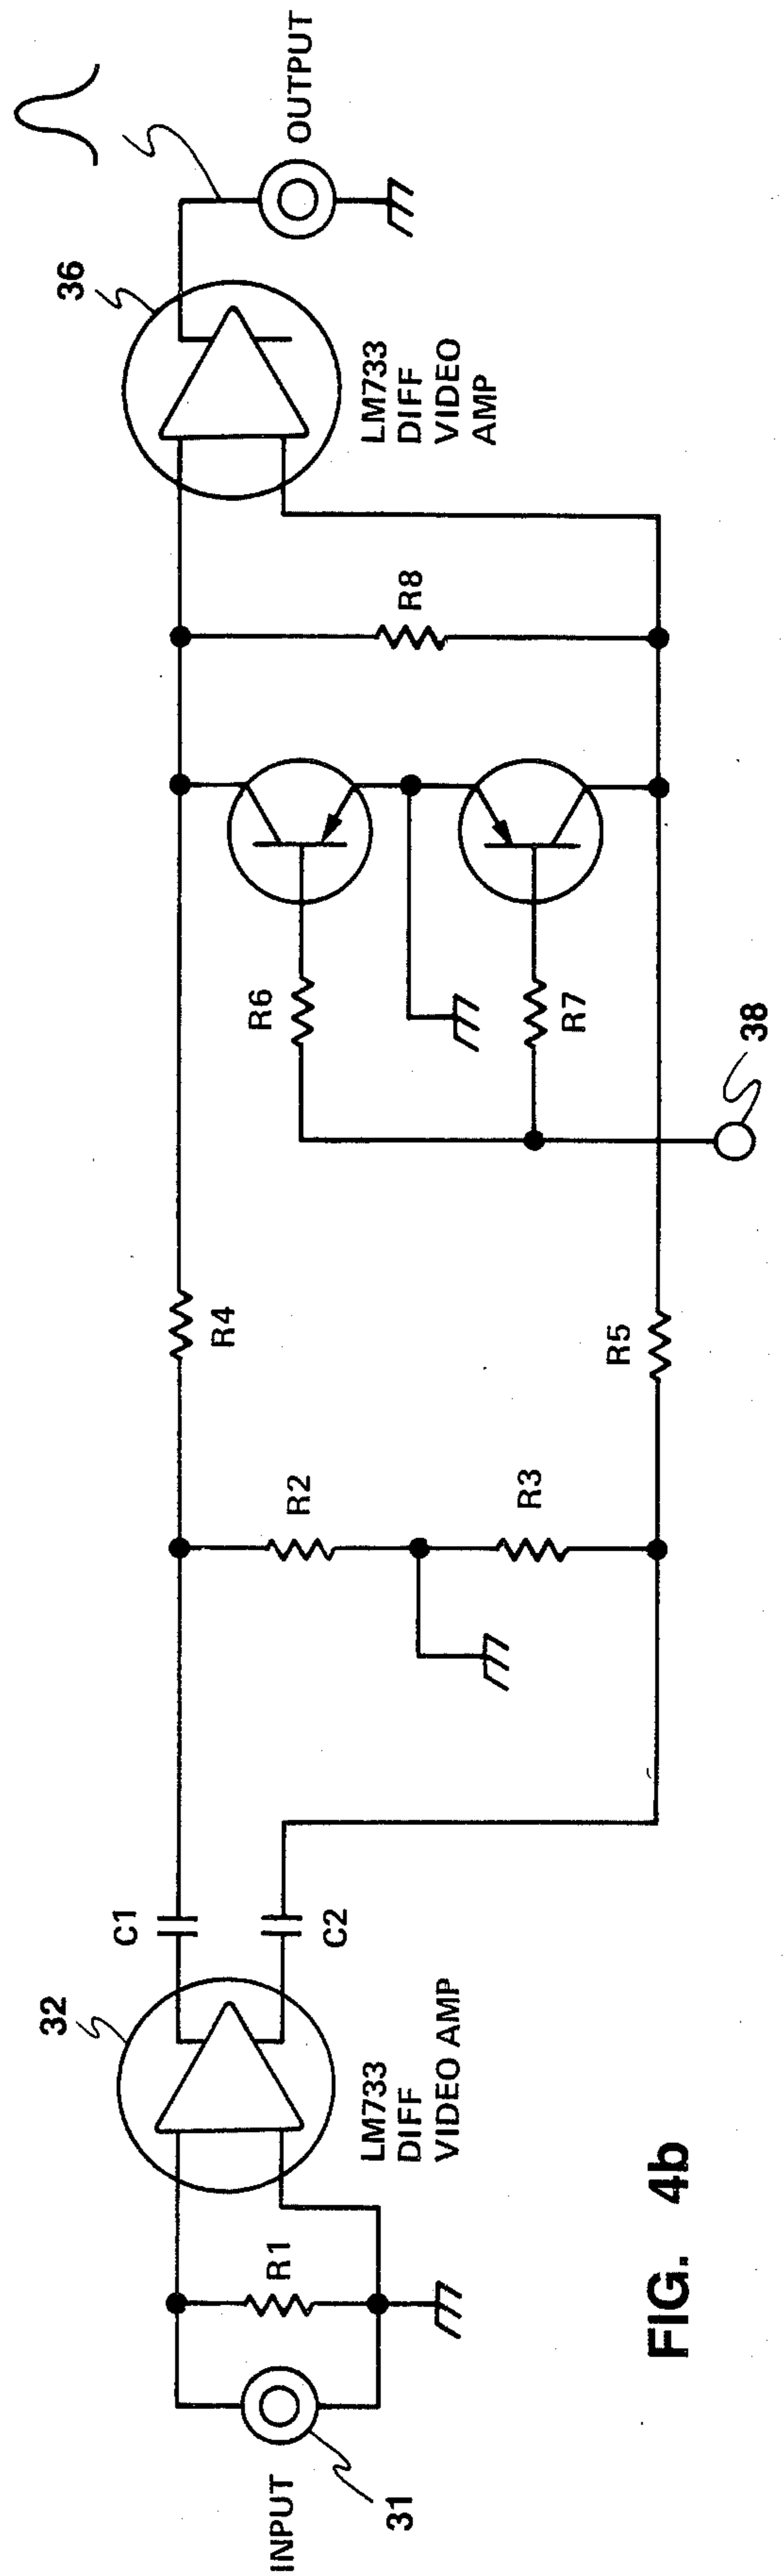 INPUT
31
R1
32
LM733
DIFF
VIDEO AMP
C1
C2
R2
R3
R4
R5
R6
R7
38
R8
36
LM733
DIFF
VIDEO
AMP
OUTPUT
FIG. 4b